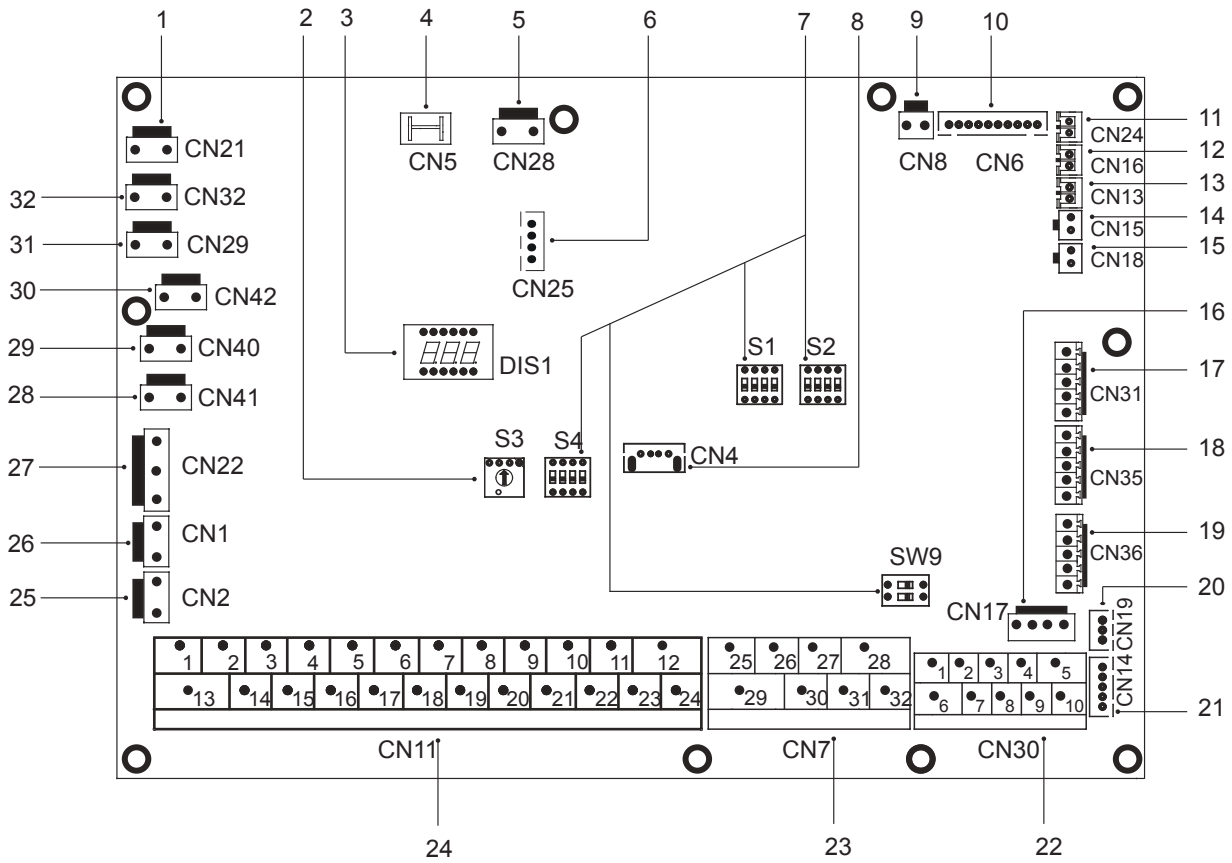 1 2 3 4 5 6 7 8 9 10
CN21
CN5
CN28
CN8
CN6
CN24
11
CN16
12
CN13
13
CN15
14
CN18
15
32
CN32
31
CN29
30
CN42
CN25
16
29
CN40
DIS1
S1
S2
28
CN41
CN31
17
27
CN22
S3
S4
CN4
CN35
18
26
CN1
CN36
19
25
CN2
SW9
CN17
CN19
20
1 2 3 4 5 6 7 8 9 10 11 12
25 26 27 28
1 2 3 4 5
CN14
13 14 15 16 17 18 19 20 21 22 23 24
29 30 31 32
6 7 8 9 10
21
CN11
CN7
CN30
24
23
22